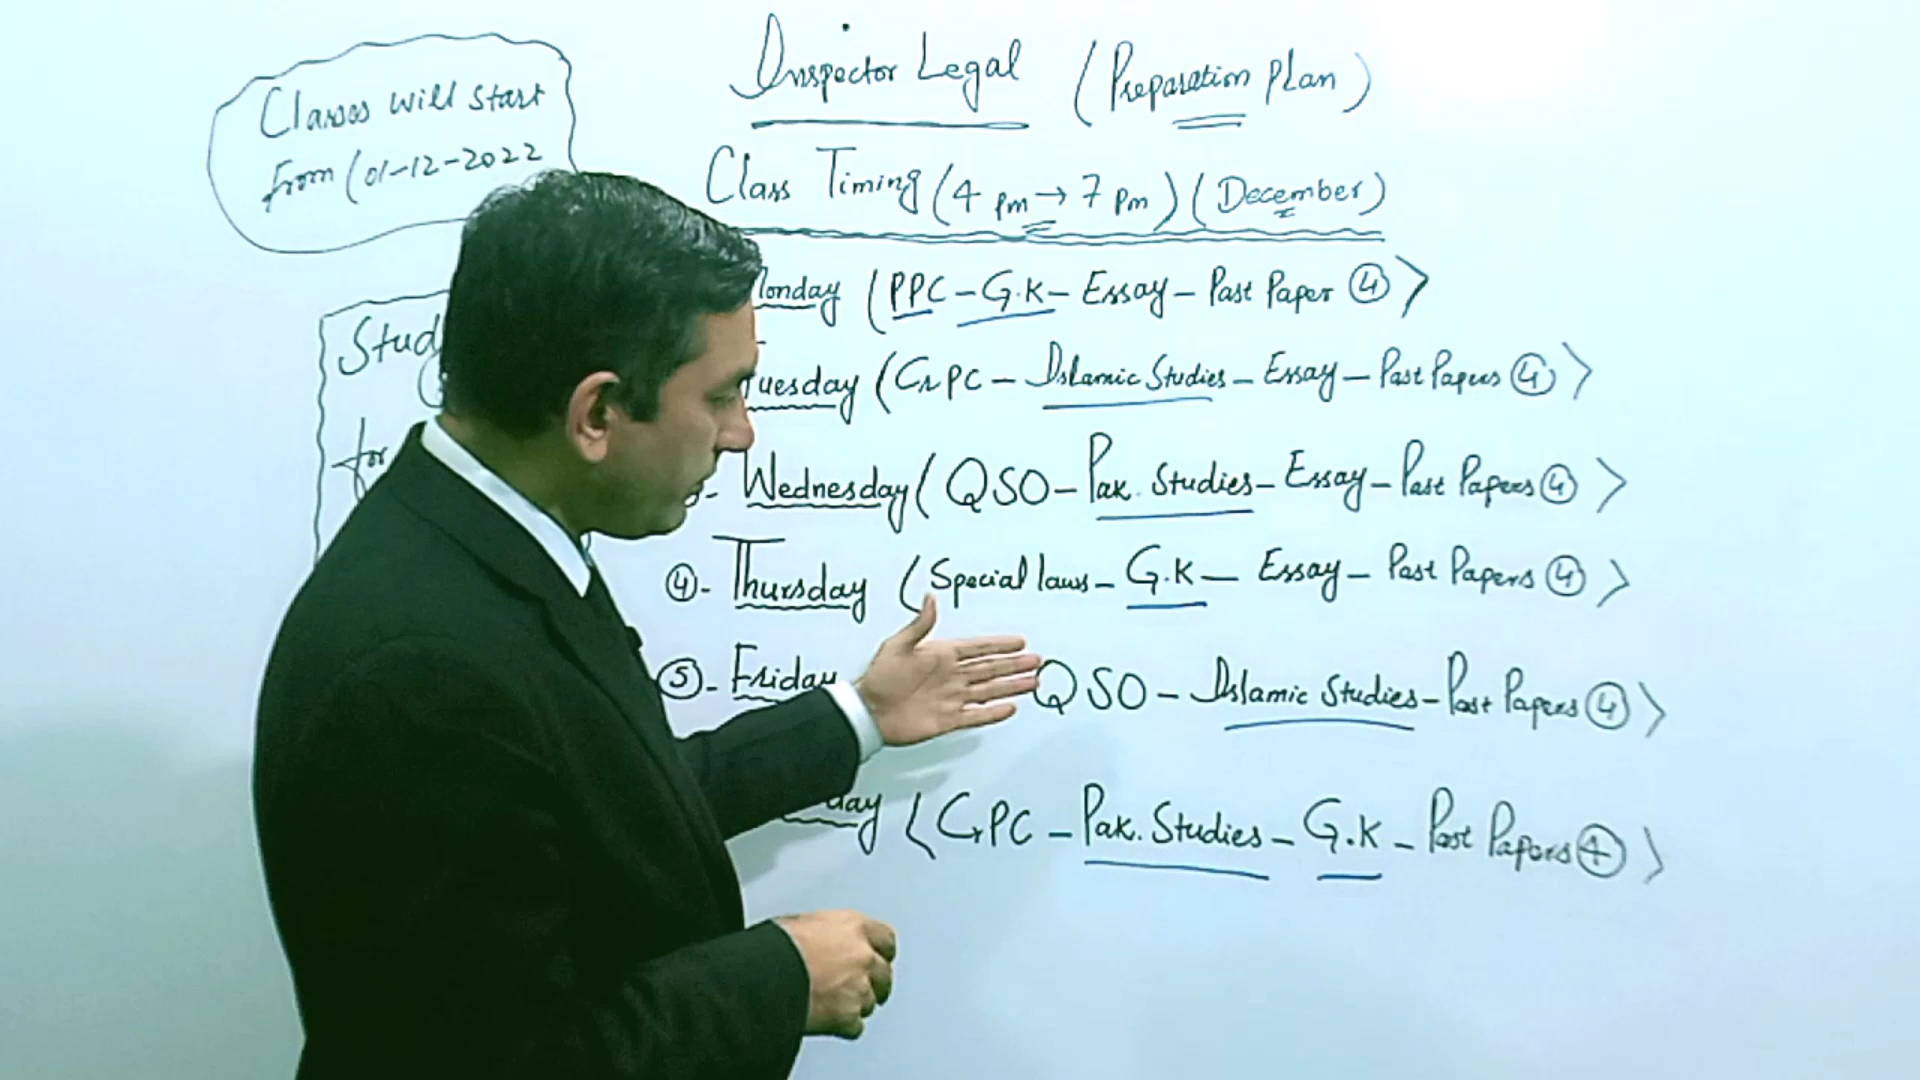 Classes will start
from (01-12-2022
Inspector Legal (Preparation Plan)
Class Timing (4 pm → 7 pm) (December)
Monday (PPC - G.K - Essay - Past Paper ④>
Tuesday (CrPC - Islamic Studies - Essay - Past Papers ④>
Wednesday (QSO - Pak. Studies - Essay - Past Papers ④>
④- Thursday (Special laws - G.K - Essay - Past Papers ④>
⑤- Friday QSO - Islamic Studies - Past Papers ④>
day (CrPC - Pak. Studies - G.K - Past Papers ④>
Stud
for